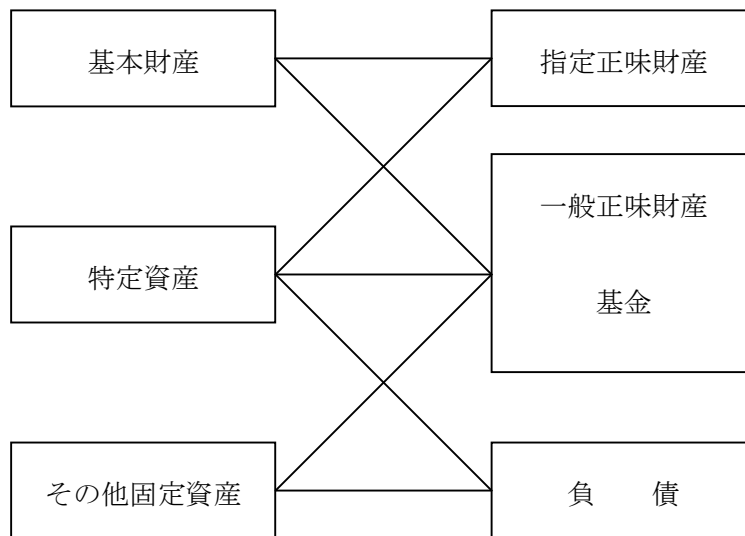 基本財産
指定正味財産
一般正味財産
特定資産
基金
その他固定資産
負　債